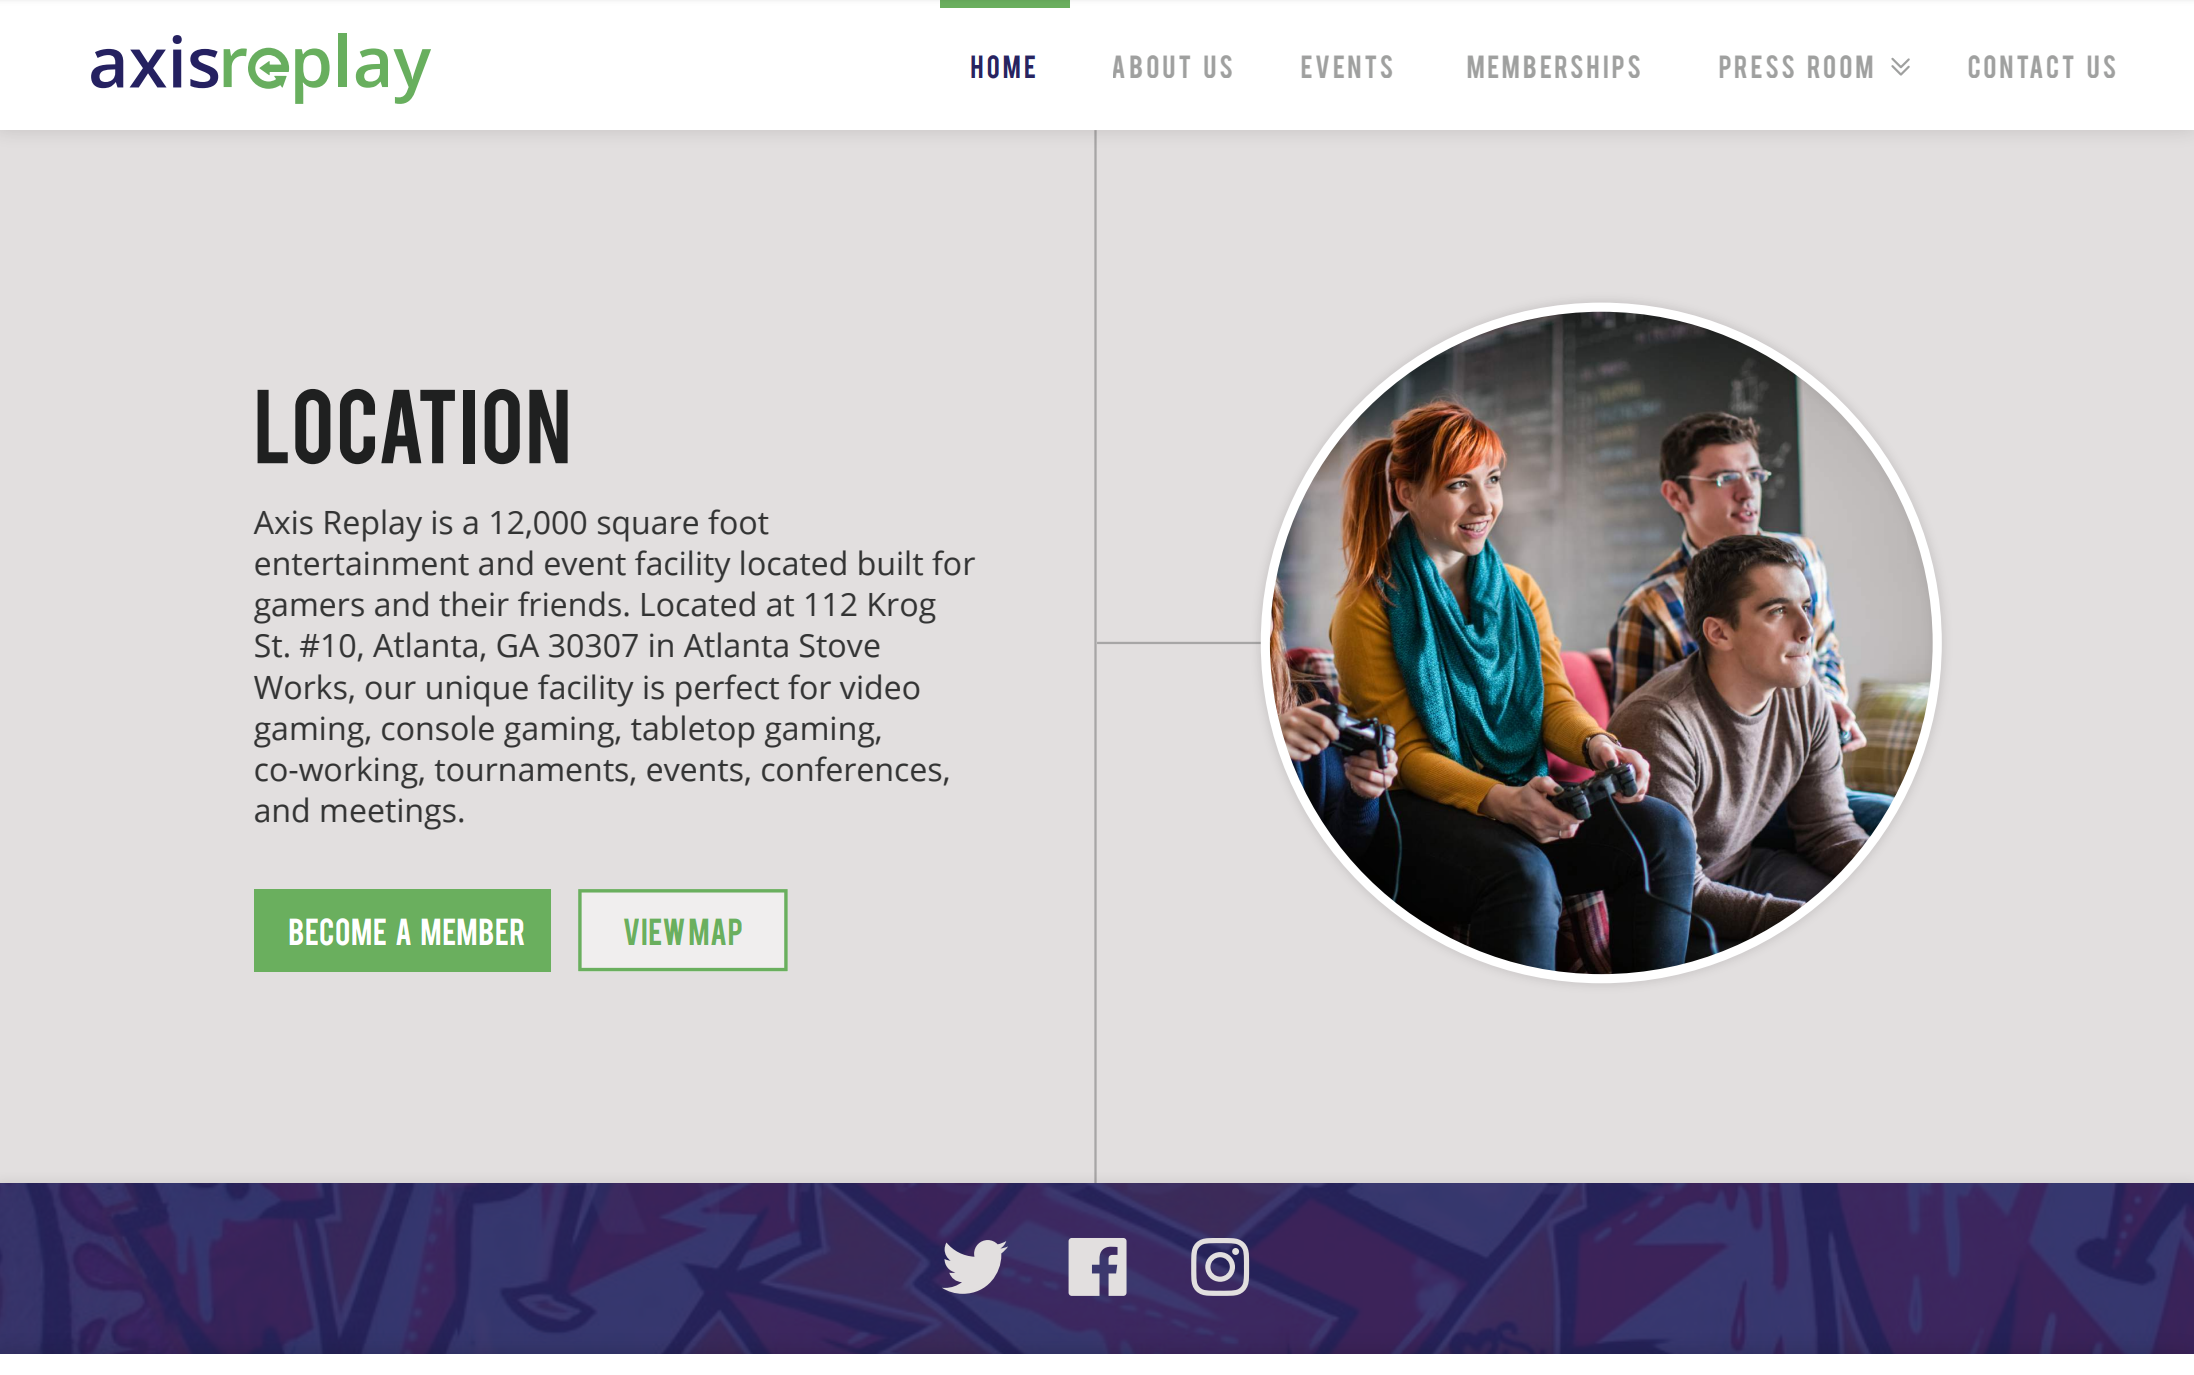 axisreplay
HOME ABOUT US EVENTS MEMBERSHIPS PRESS ROOM CONTACT US
LOCATION
Axis Replay is a 12,000 square foot
entertainment and event facility located built for
gamers and their friends. Located at 112 Krog
St. #10, Atlanta, GA 30307 in Atlanta Stove
Works, our unique facility is perfect for video
gaming, console gaming, tabletop gaming,
co-working, tournaments, events, conferences,
and meetings.
BECOME A MEMBER
VIEW MAP